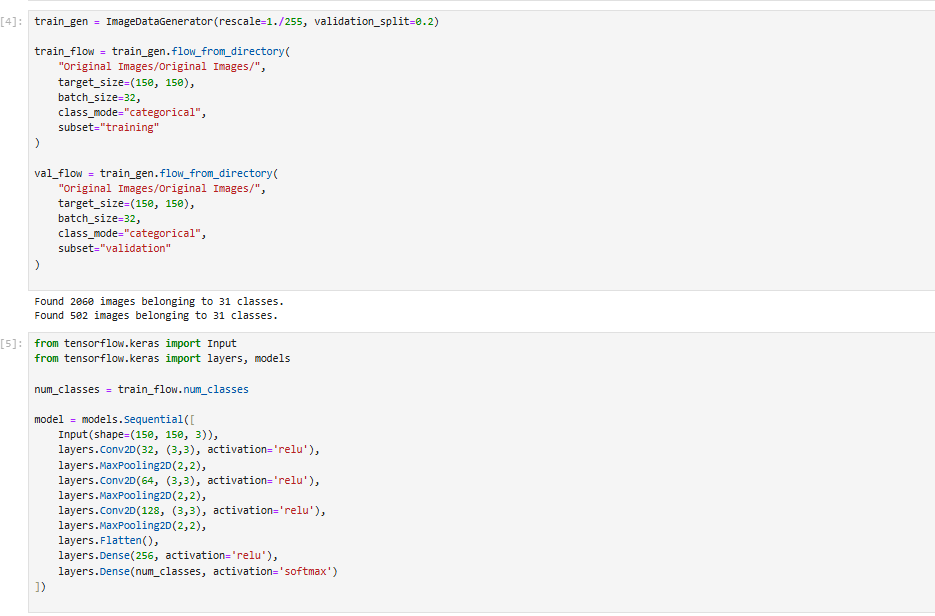 [4]: train_gen = ImageDataGenerator(rescale=1./255, validation_split=0.2)
train_flow = train_gen.flow_from_directory(
    "Original Images/Original Images/",
    target_size=(150, 150),
    batch_size=32,
    class_mode="categorical",
    subset="training"
)
val_flow = train_gen.flow_from_directory(
    "Original Images/Original Images/",
    target_size=(150, 150),
    batch_size=32,
    class_mode="categorical",
    subset="validation"
)
Found 2060 images belonging to 31 classes.
Found 502 images belonging to 31 classes.
[5]: from tensorflow.keras import Input
from tensorflow.keras import layers, models
num_classes = train_flow.num_classes
model = models.Sequential([
    Input(shape=(150, 150, 3)),
    layers.Conv2D(32, (3,3), activation='relu'),
    layers.MaxPooling2D(2,2),
    layers.Conv2D(64, (3,3), activation='relu'),
    layers.MaxPooling2D(2,2),
    layers.Conv2D(128, (3,3), activation='relu'),
    layers.MaxPooling2D(2,2),
    layers.Flatten(),
    layers.Dense(256, activation='relu'),
    layers.Dense(num_classes, activation='softmax')
])